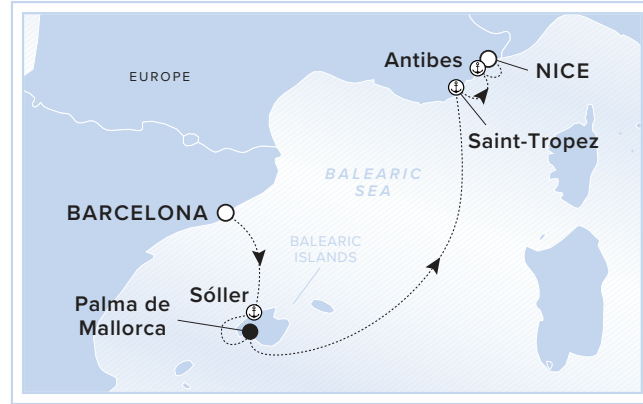 Antibes
NICE
EUROPE
Saint-Tropez
BALEARIC
SEA
BARCELONA
BALEARIC
ISLANDS
Sóller
Palma de
Mallorca